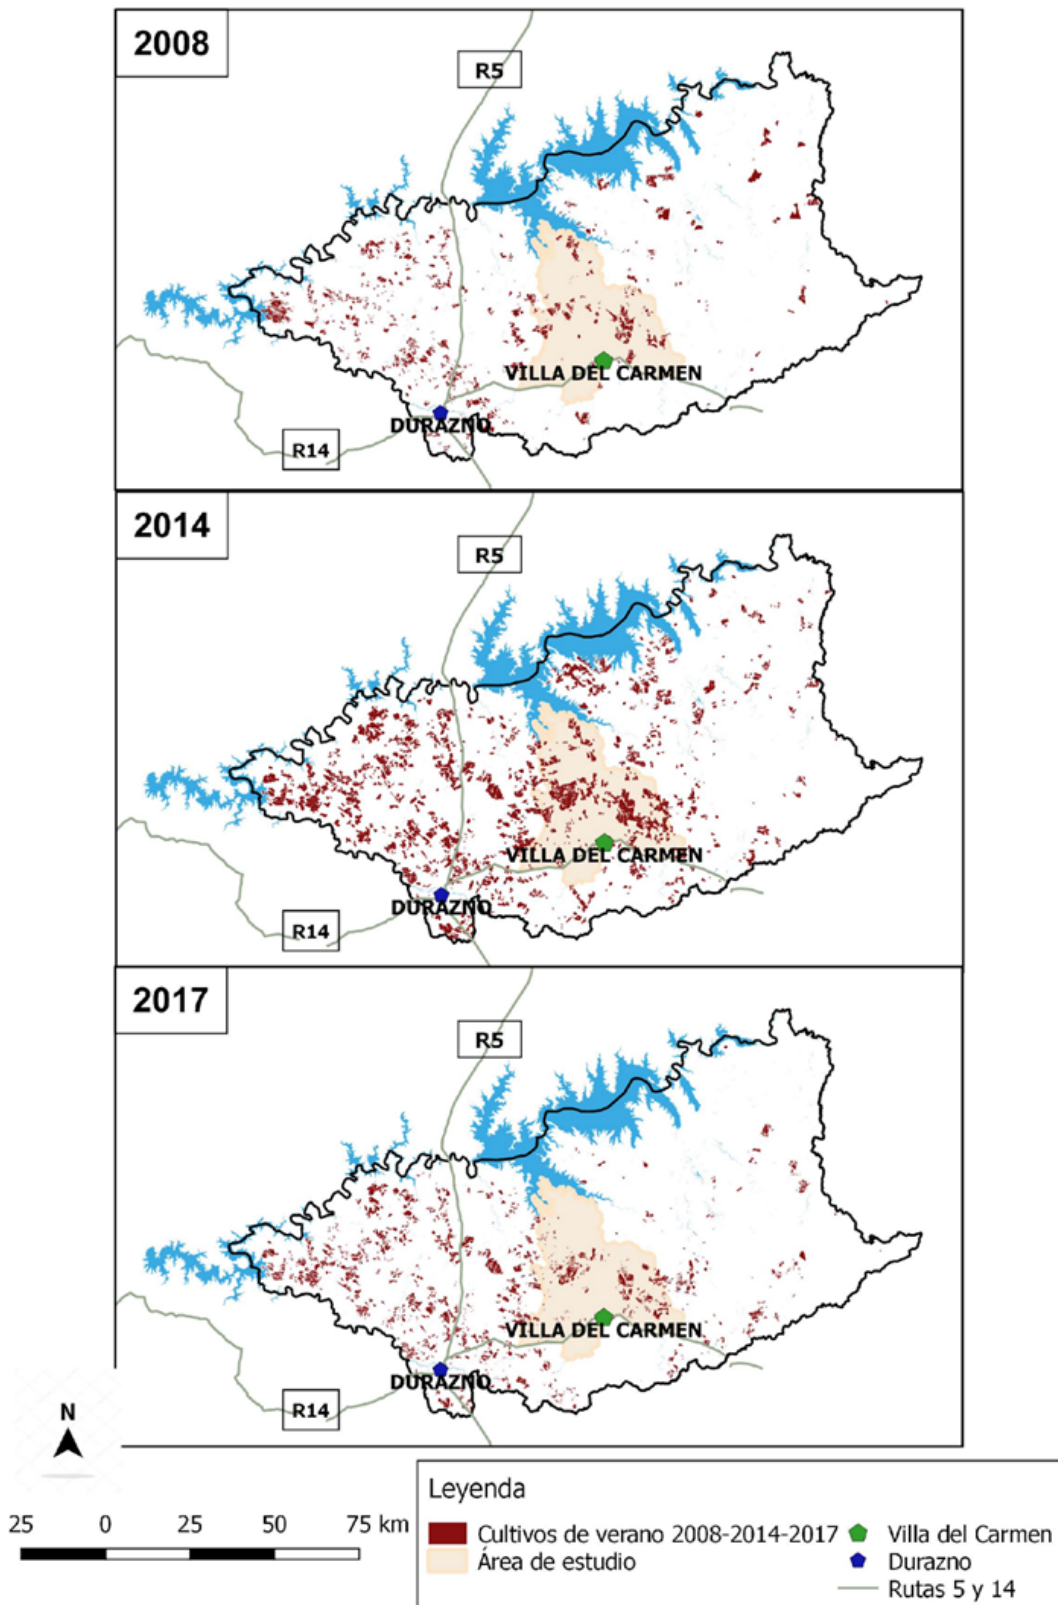 2008
R5
VILLA DEL CARMEN
DURAZNO
R14
2014
R5
VILLA DEL CARMEN
DURAZNO
R14
2017
R5
VILLA DEL CARMEN
DURAZNO
R14
N
25 0 25 50 75 km
Leyenda
Cultivos de verano 2008-2014-2017
Área de estudio
Villa del Carmen
Durazno
Rutas 5 y 14